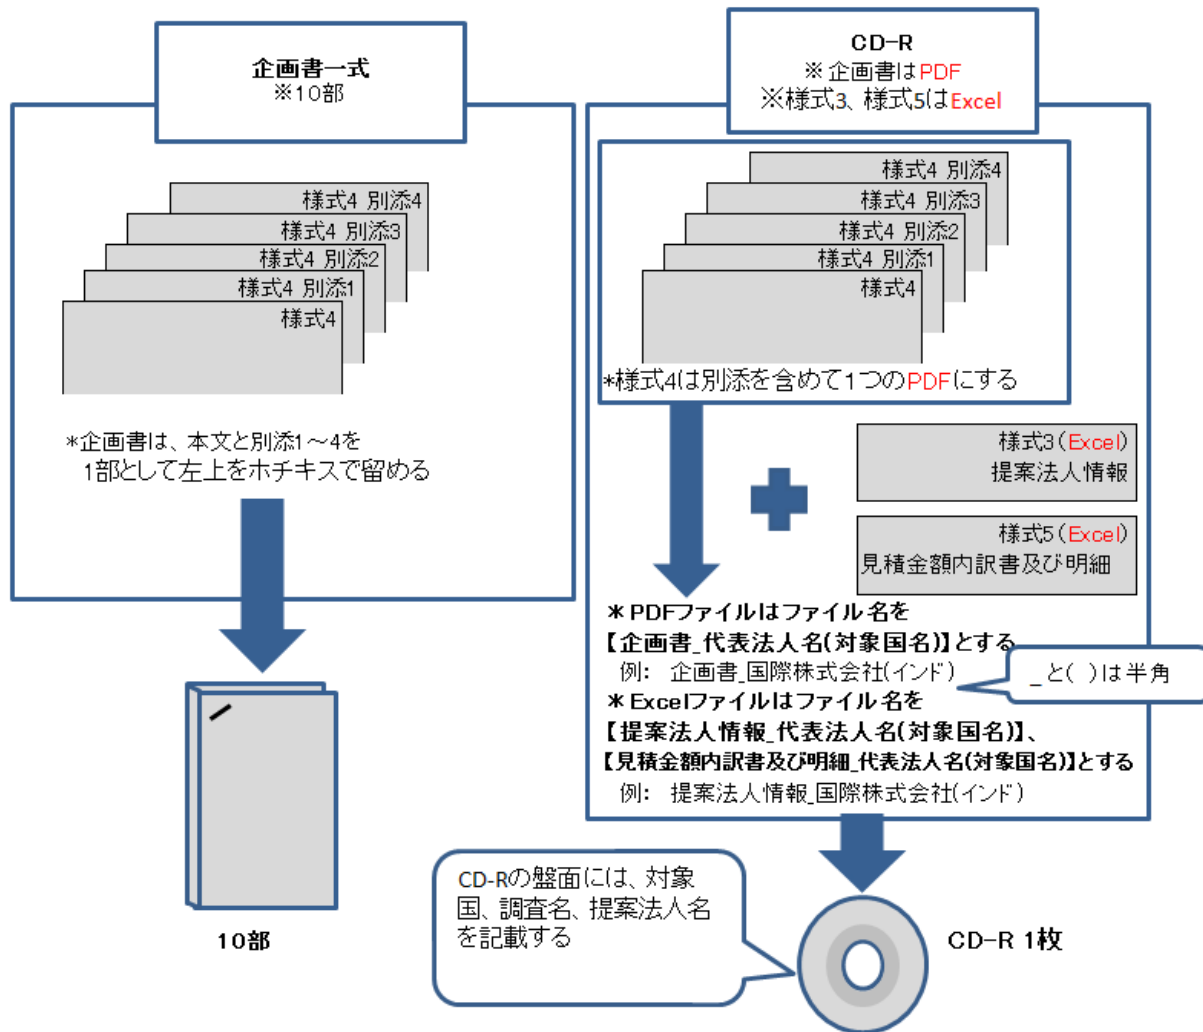 企画書一式
※10部
様式4 別添4
様式4 別添3
様式4 別添2
様式4 別添1
様式4
*企画書は、本文と別添1～4を
1部として左上をホチキスで留める
10部
CD-R
※企画書はPDF
※様式3、様式5はExcel
様式4 別添4
様式4 別添3
様式4 別添2
様式4 別添1
様式4
*様式4は別添を含めて1つのPDFにする
様式3(Excel)
提案法人情報
様式5(Excel)
見積金額内訳書及び明細
*PDFファイルはファイル名を
【企画書_代表法人名(対象国名)】とする
例: 企画書_国際株式会社(インド)
_と( )は半角
*Excelファイルはファイル名を
【提案法人情報_代表法人名(対象国名)】、
【見積金額内訳書及び明細_代表法人名(対象国名)】とする
例: 提案法人情報_国際株式会社(インド)
CD-Rの盤面には、対象
国、調査名、提案法人名
を記載する
CD-R 1枚